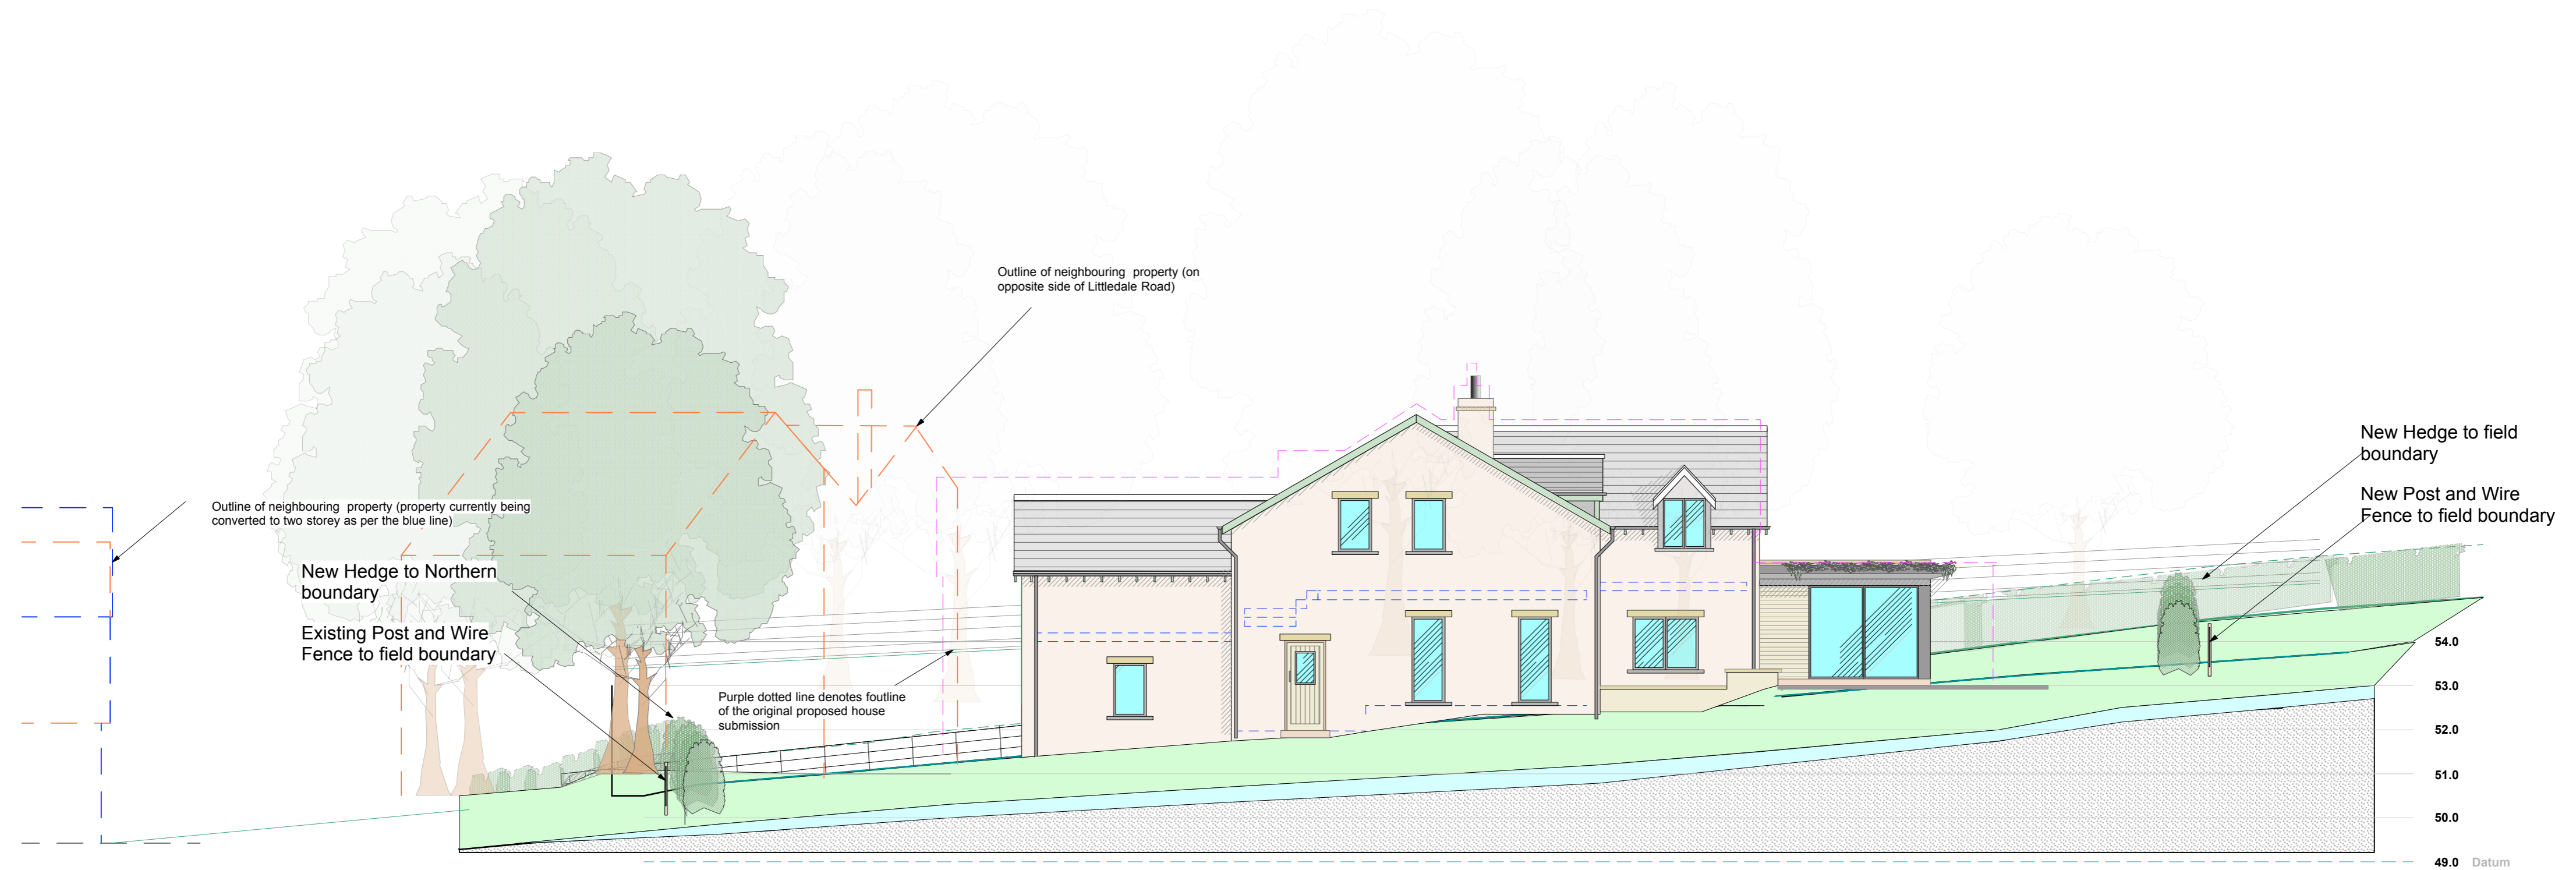 Outline of neighbouring property (on
opposite side of Littledale Road)
New Hedge to field
boundary
New Post and Wire
Fence to field boundary
Outline of neighbouring property (property currently being
converted to two storey as per the blue line)
New Hedge to Northern
boundary
Existing Post and Wire
Fence to field boundary
Purple dotted line denotes foutline
of the original proposed house
submission
54.0
53.0
52.0
51.0
50.0
49.0 Datum